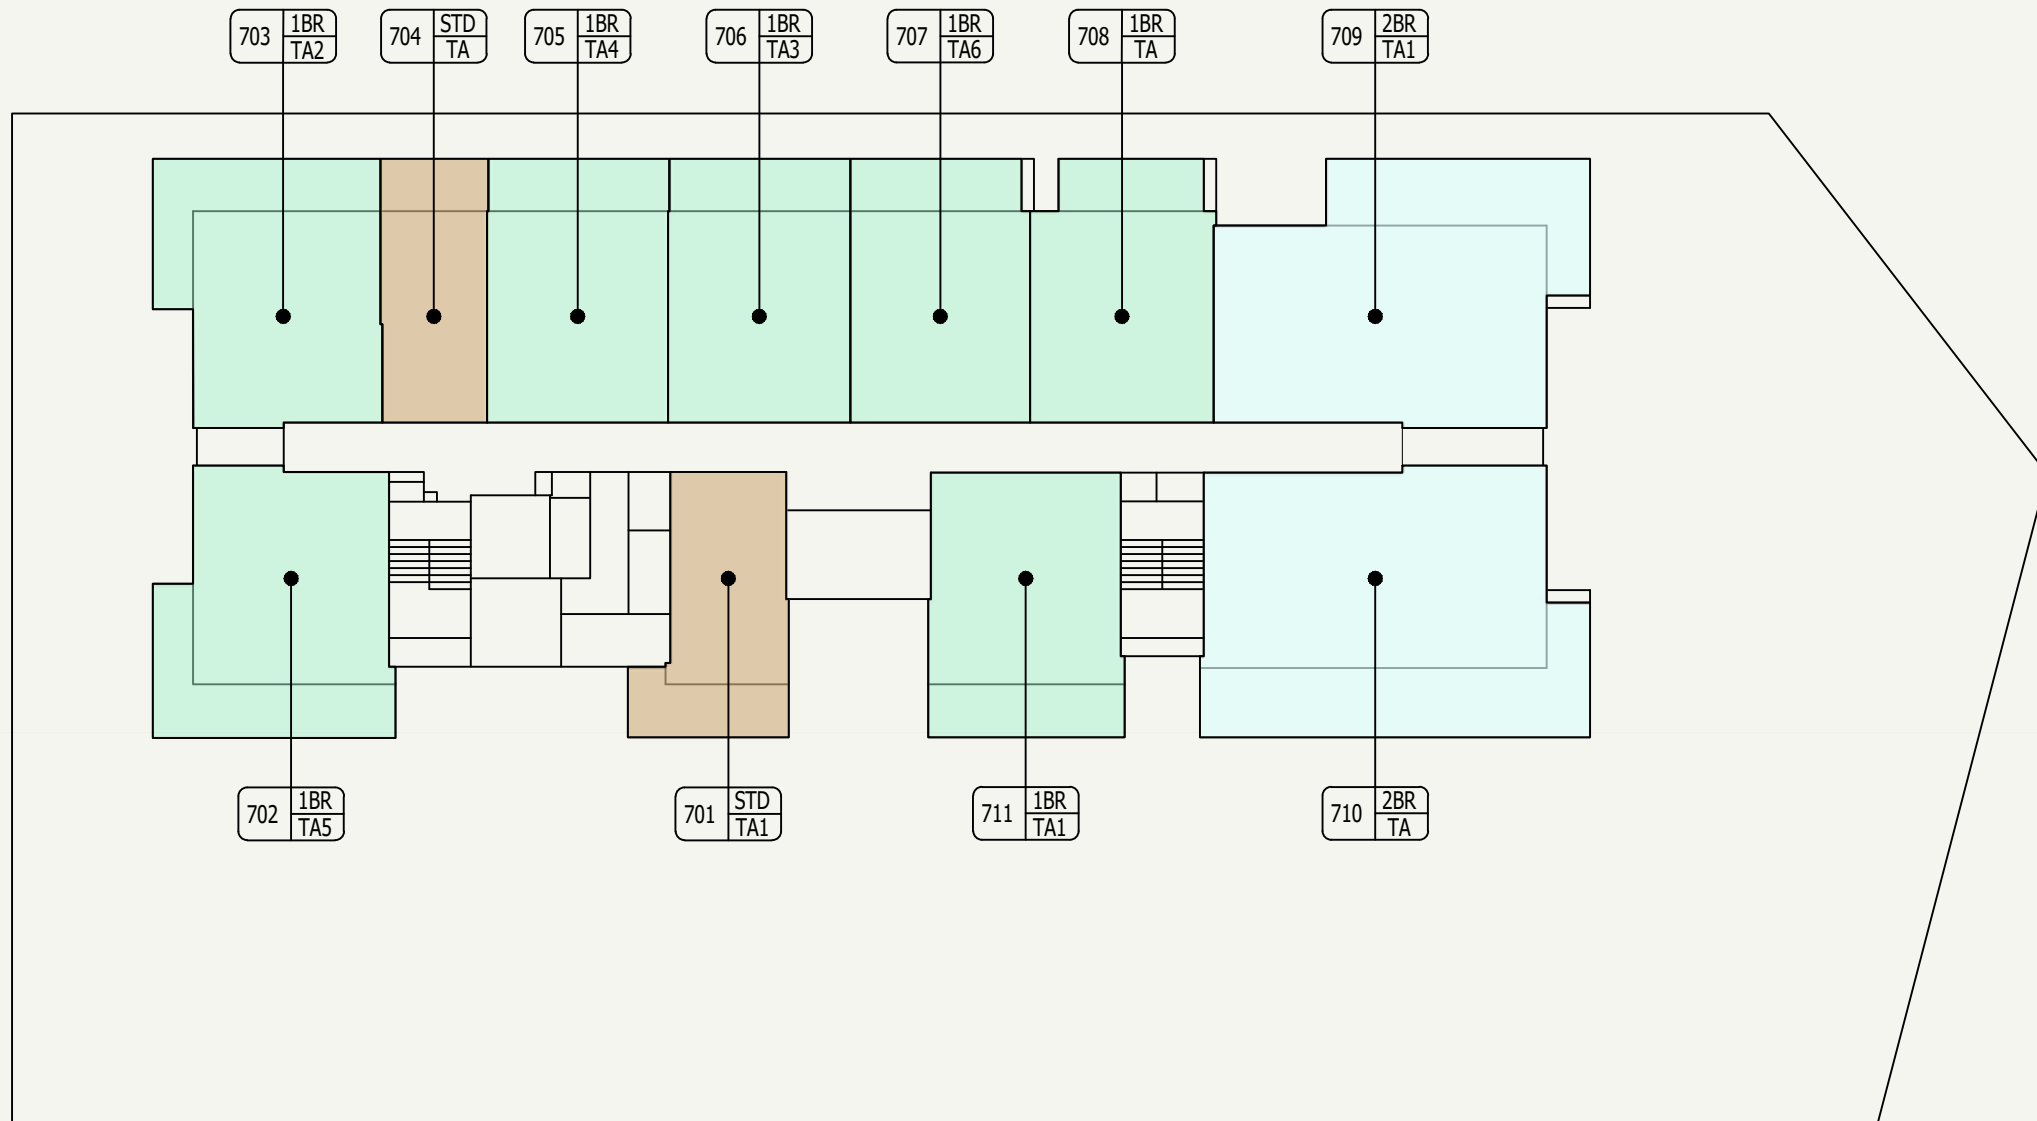 703 1BR TA2
704 STD TA
705 1BR TA4
706 1BR TA3
707 1BR TA6
708 1BR TA
709 2BR TA1
702 1BR TA5
701 STD TA1
711 1BR TA1
710 2BR TA